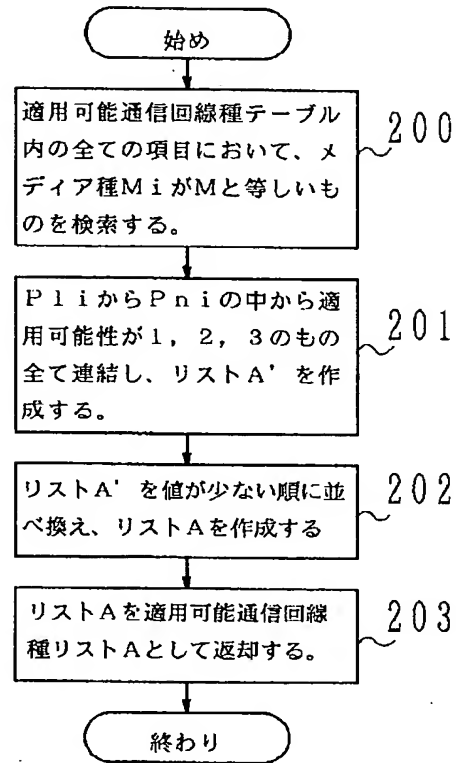 始め
適用可能通信回線種テーブル
内の全ての項目において、メ
ディア種MiがMと等しいも
のを検索する。
200
P1iからPniの中から適
用可能性が1，2，3のもの
全て連結し、リストA'を作
成する。
201
リストA'を値が少ない順に並
べ換え、リストAを作成する
202
リストAを適用可能通信回線
種リストAとして返却する。
203
終わり